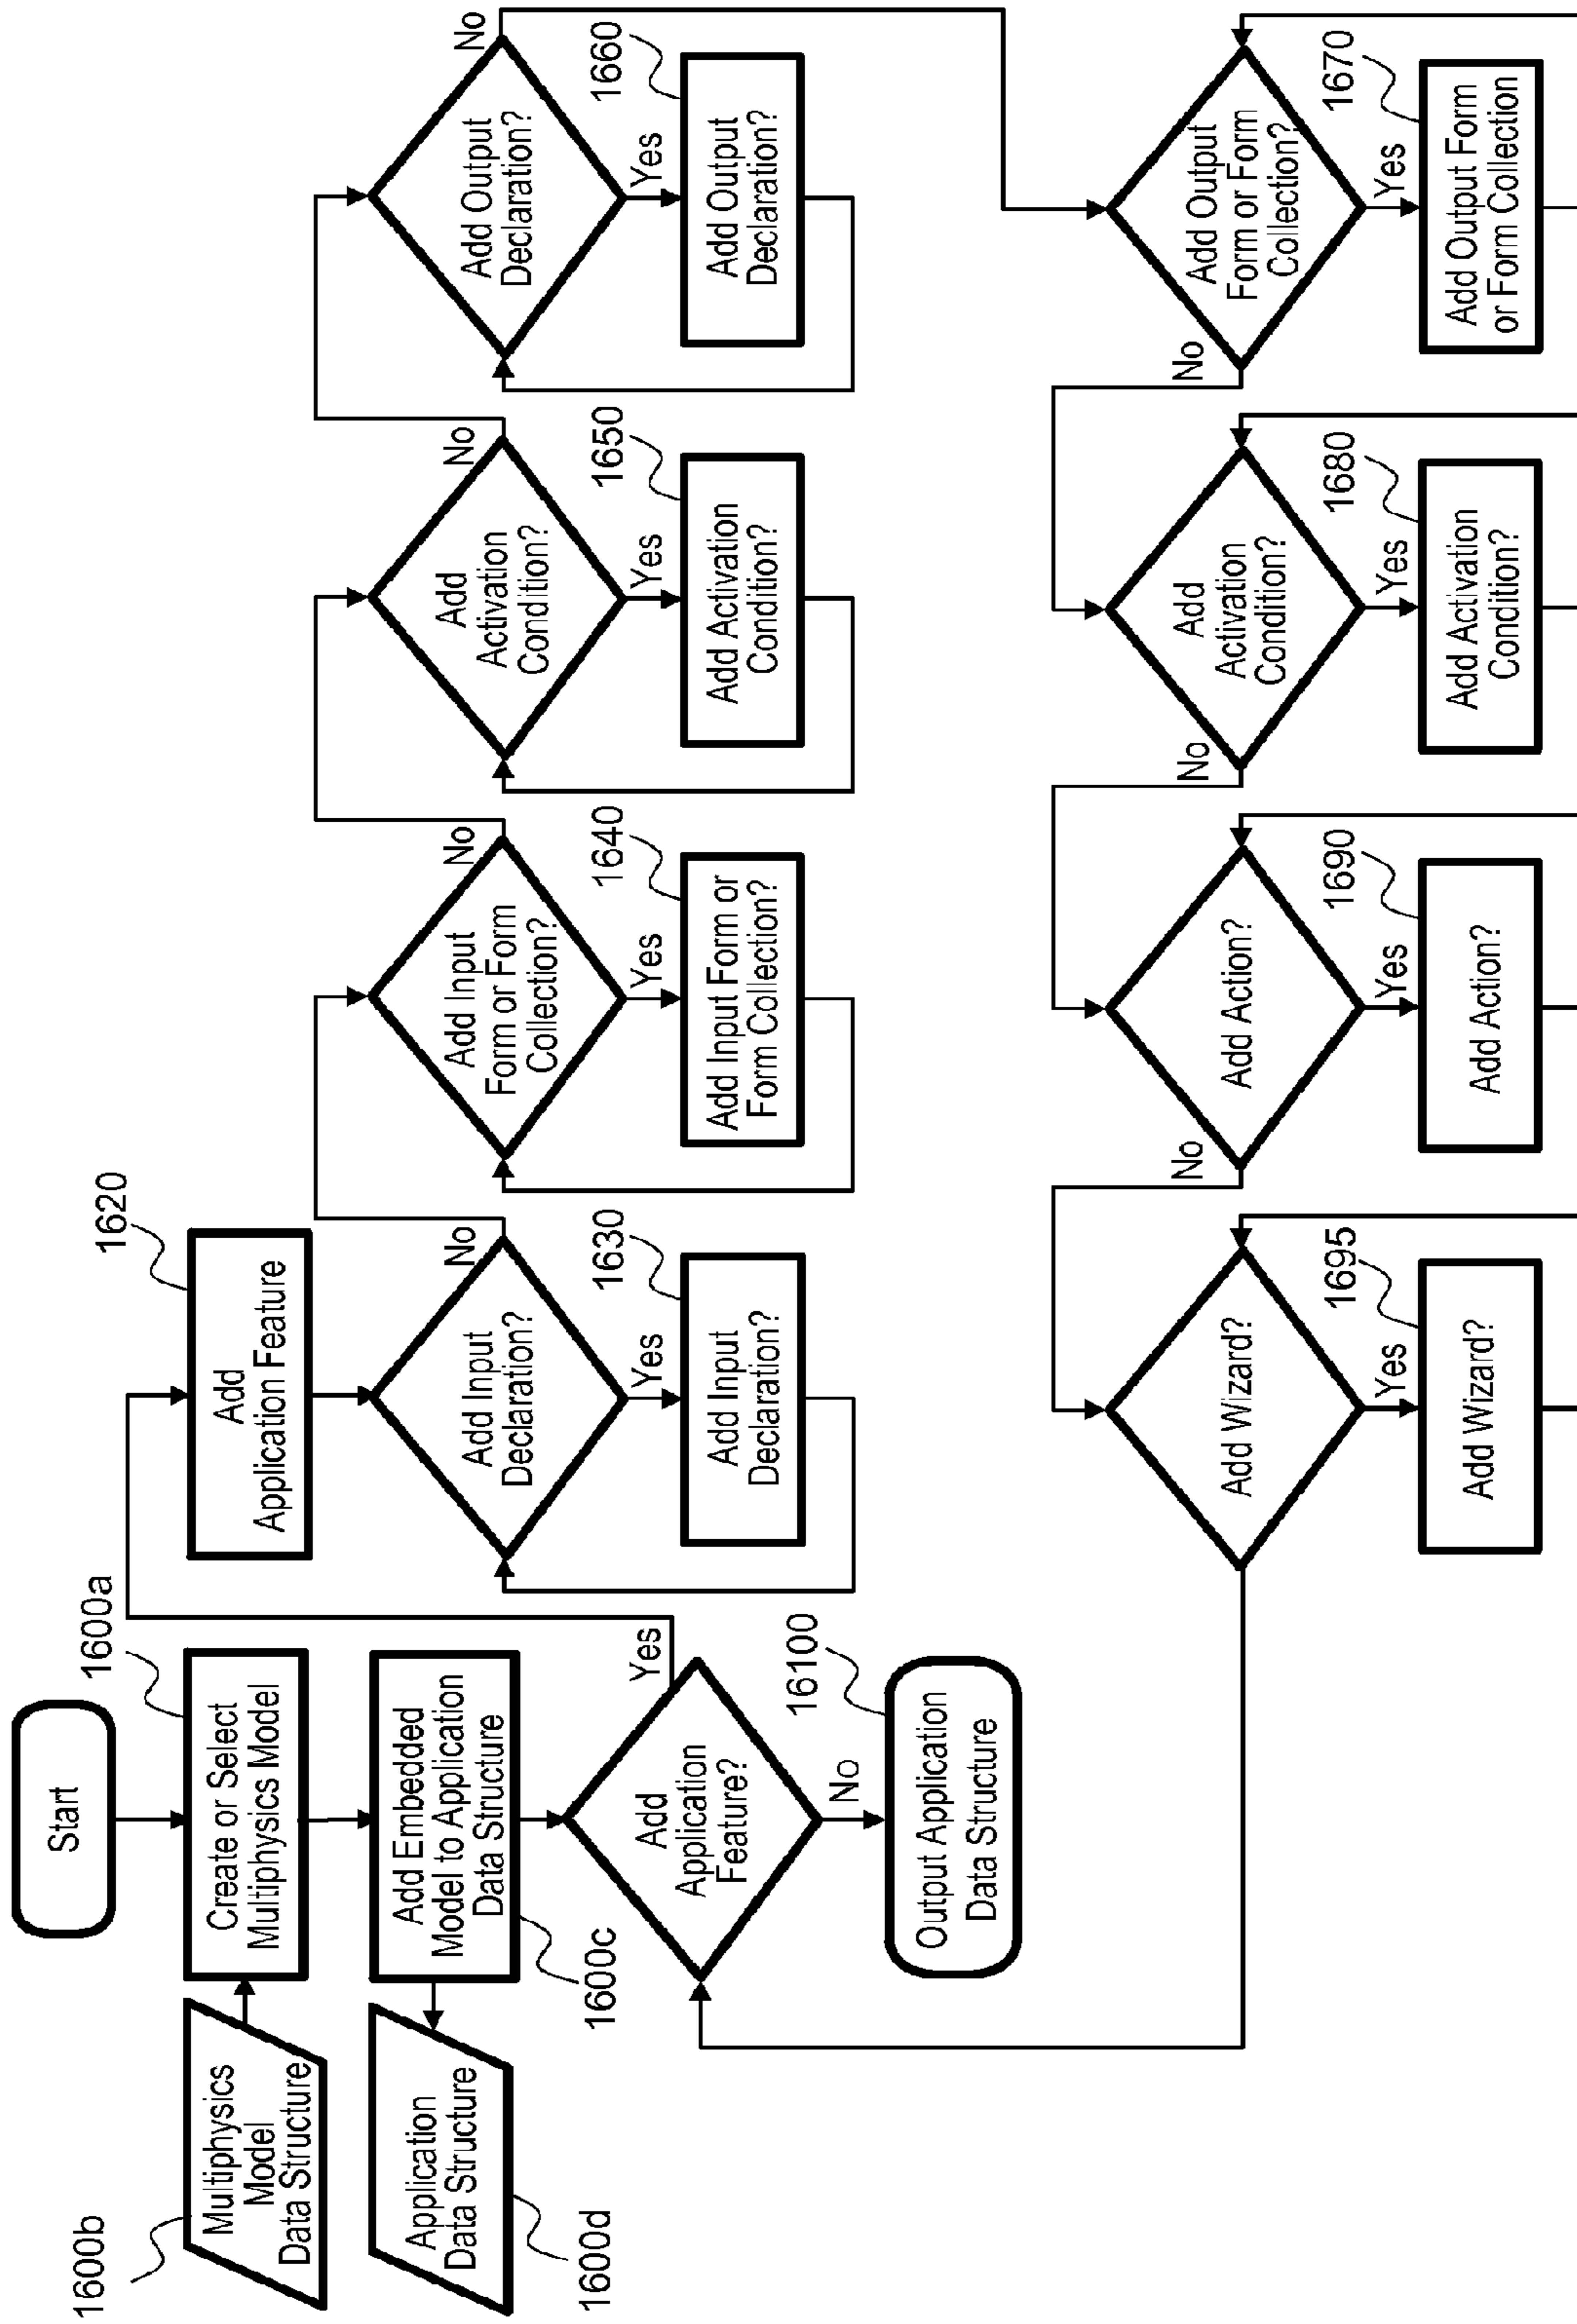 Start
1600a
Create or Select
Multiphysics Model
1600b
Multiphysics
Model
Data Structure
Add Embedded
Model to Application
Data Structure
1600c
Application
Data Structure
1600d
Add
Application
Feature?
Yes
No
16100
Output Application
Data Structure
1620
Add
Application Feature
Add Input
Declaration?
No
Yes
1630
Add Input
Declaration?
Add Input
Form or Form
Collection?
No
Yes
1640
Add Input Form or
Form Collection?
Add
Activation
Condition?
No
Yes
1650
Add Activation
Condition?
Add Output
Declaration?
No
Yes
1660
Add Output
Declaration?
Add Output
Form or Form
Collection?
No
Yes
1670
Add Output Form
or Form Collection
Add
Activation
Condition?
No
Yes
1680
Add Activation
Condition?
Add Action?
No
Yes
1690
Add Action?
Add Wizard?
Yes
1695
Add Wizard?